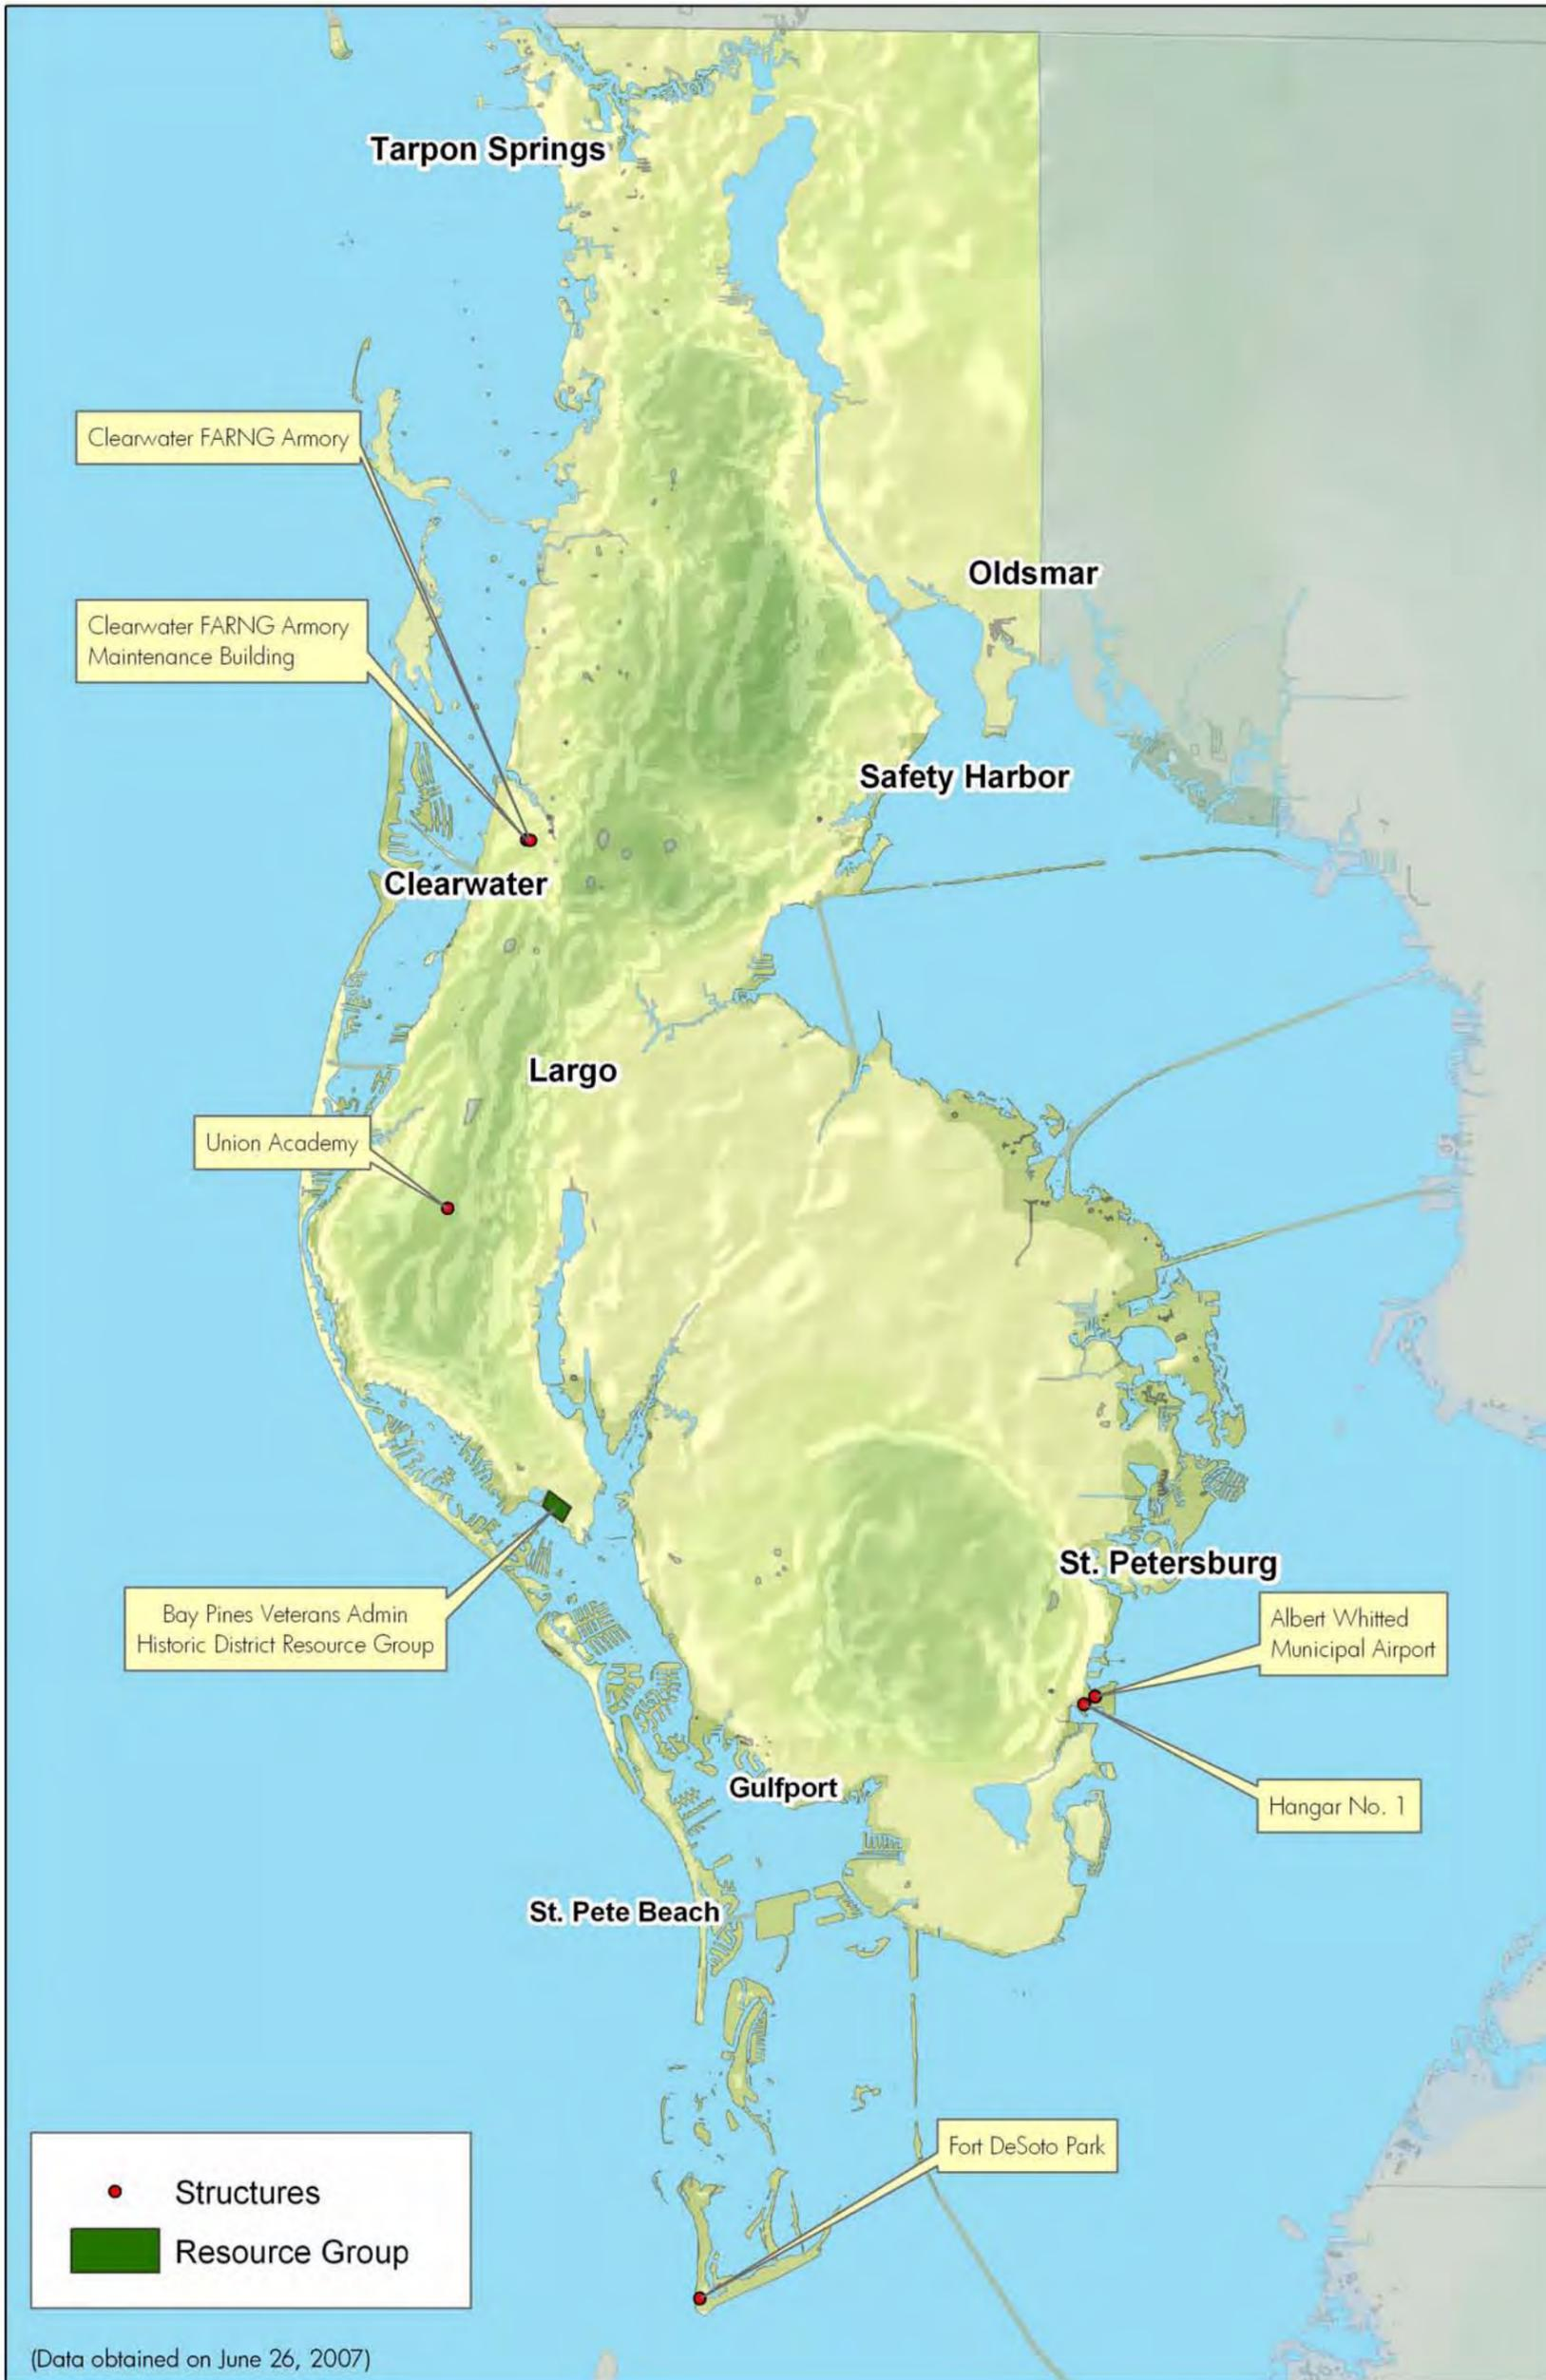 Tarpon Springs
Clearwater FARNG Armory
Oldsmar
Clearwater FARNG Armory
Maintenance Building
Safety Harbor
Clearwater
Largo
Union Academy
St. Petersburg
Bay Pines Veterans Admin
Historic District Resource Group
Albert Whitted
Municipal Airport
Gulfport
Hangar No. 1
St. Pete Beach
Fort DeSoto Park
Structures
Resource Group
(Data obtained on June 26, 2007)